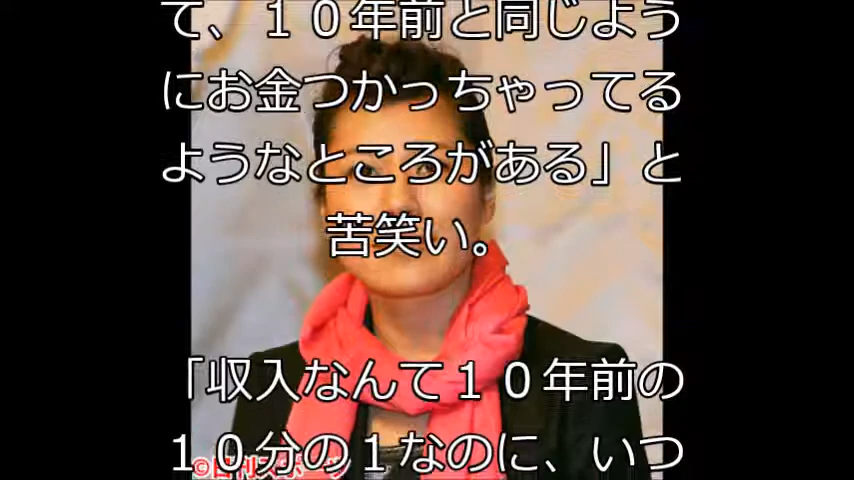 て、１０年前と同じよう
にお金つかっちゃってる
ようなところがある」と
苦笑い。
「収入なんて１０年前の
１０分の１なのに、いつ